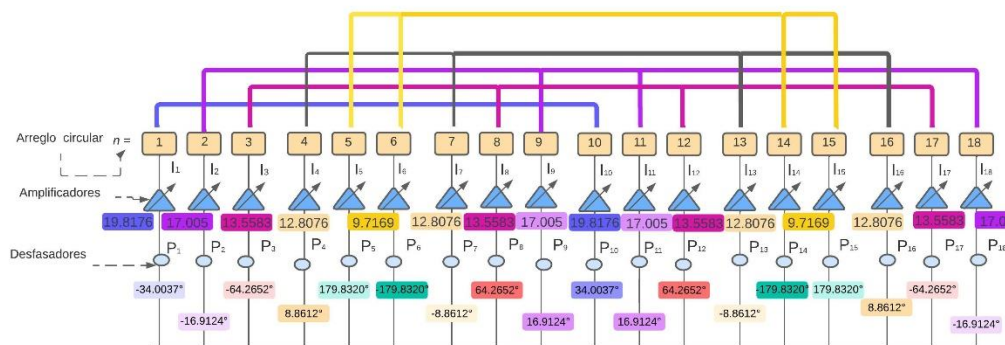 Arreglo circular n = 1 2 3 4 5 6 7 8 9 10 11 12 13 14 15 16 17 18
I1 I2 I3 I4 I5 I6 I7 I8 I9 I10 I11 I12 I13 I14 I15 I16 I17 I18
Amplificadores
19.8176 17.005 13.5583 12.8076 9.7169 12.8076 13.5583 17.005 19.8176 17.005 13.5583 12.8076 9.7169 12.8076 13.5583 17.0
P1 P2 P3 P4 P5 P6 P7 P8 P9 P10 P11 P12 P13 P14 P15 P16 P17 P18
Desfasadores
-34.0037° -64.2652° 179.8320° -179.8320° 64.2652° 34.0037° 64.2652° -179.8320° 179.8320° -64.2652°
8.8612° -8.8612° -8.8612° 8.8612°
-16.9124° 16.9124° 16.9124° -16.9124°